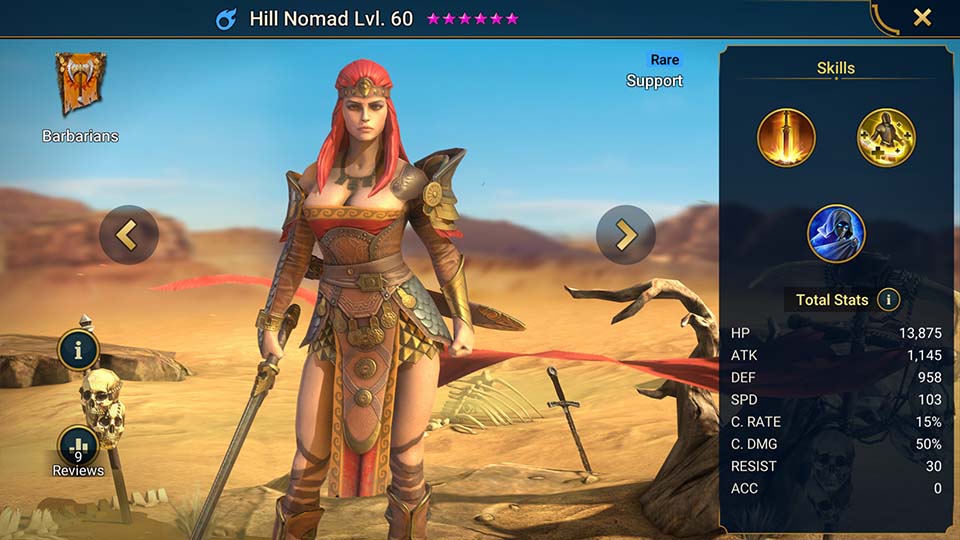 Hill Nomad Lvl. 60
Barbarians
Rare
Support
Skills
Total Stats i
HP 13,875
ATK 1,145
DEF 958
SPD 103
C. RATE 15%
C. DMG 50%
RESIST 30
ACC 0
i
9
Reviews